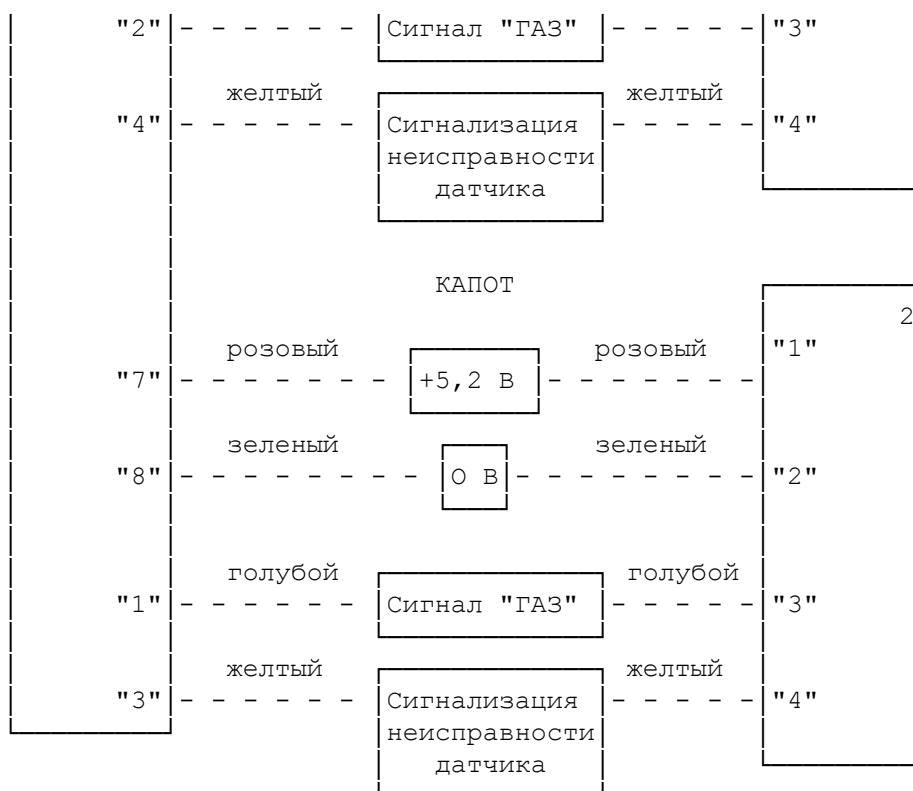 "2" Сигнал "ГАЗ" "3"
желтый желтый
"4" Сигнализация "4"
неисправности
датчика
КАПОТ
2
розовый розовый "1"
"7" +5,2 В
зеленый зеленый
"8" О В "2"
голубой голубой
"1" Сигнал "ГАЗ" "3"
желтый желтый
"3" Сигнализация "4"
неисправности
датчика